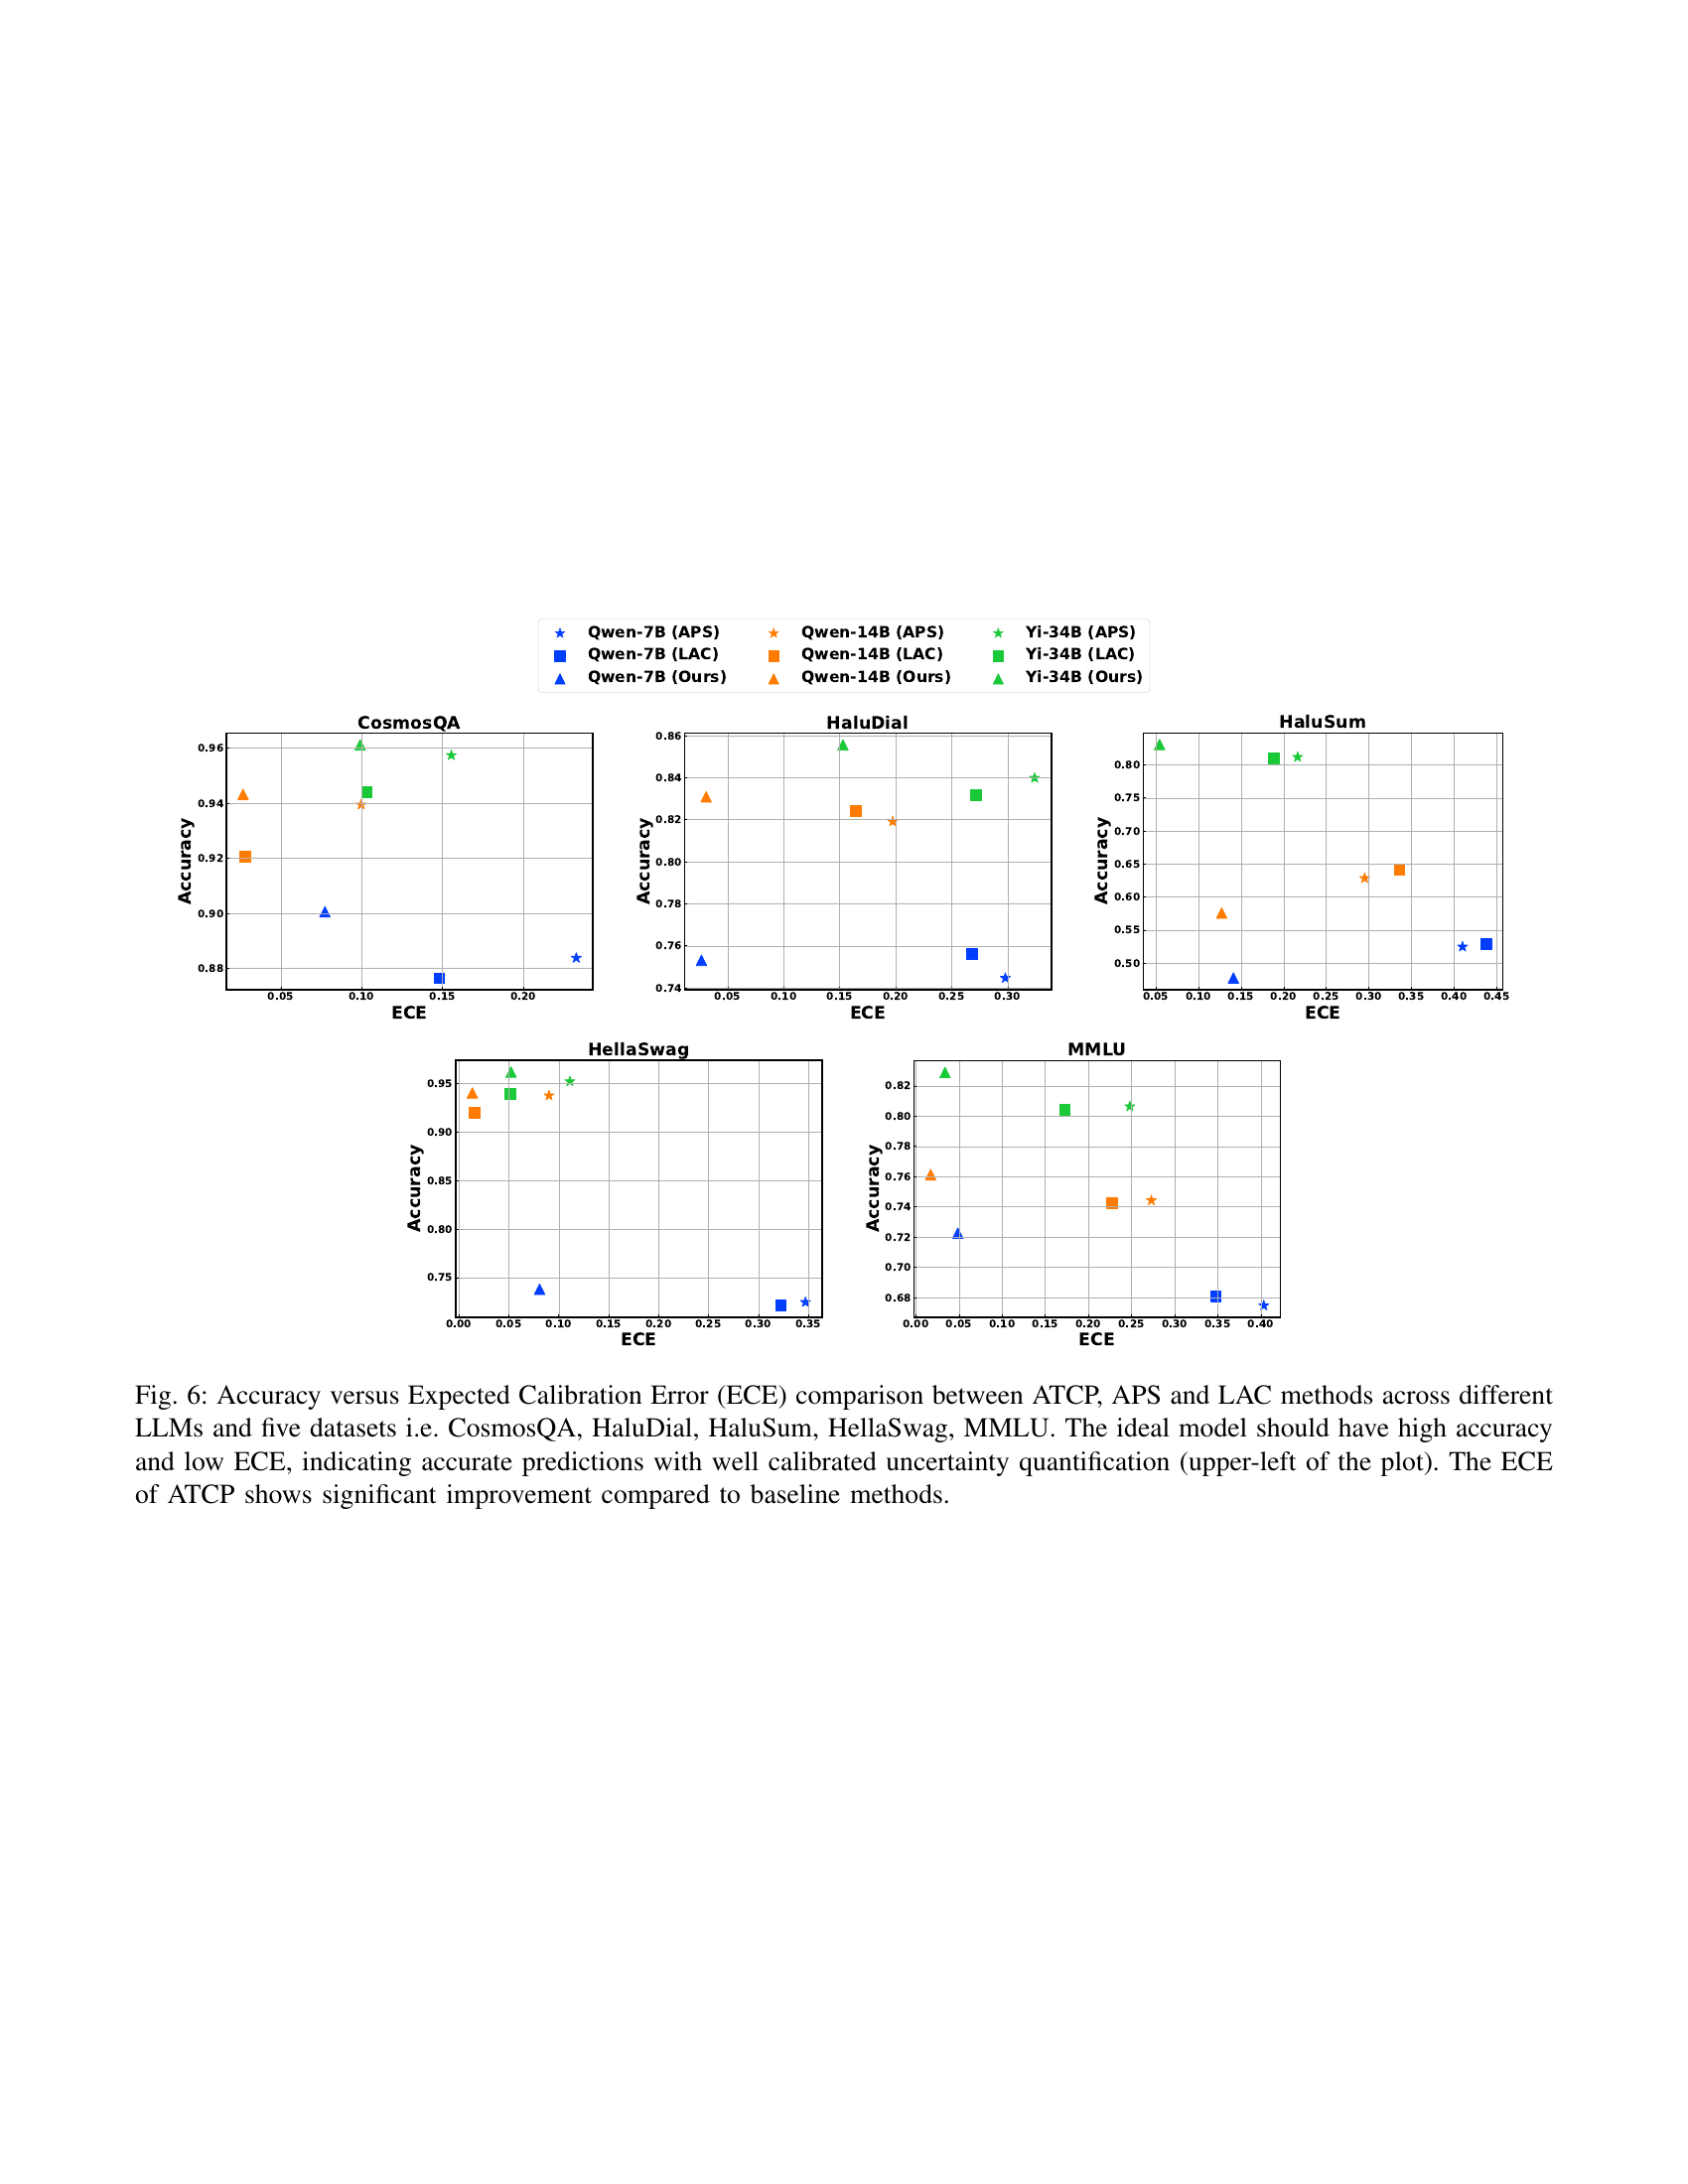 Qwen-7B (APS) Qwen-14B (APS) Yi-34B (APS)
Qwen-7B (LAC) Qwen-14B (LAC) Yi-34B (LAC)
Qwen-7B (Ours) Qwen-14B (Ours) Yi-34B (Ours)
CosmosQA
0.96
0.94
0.92
0.90
0.88
Accuracy
0.05 0.10 0.15 0.20
ECE
HaluDial
0.86
0.84
0.82
0.80
0.78
0.76
0.74
Accuracy
0.05 0.10 0.15 0.20 0.25 0.30
ECE
HaluSum
0.80
0.75
0.70
0.65
0.60
0.55
0.50
Accuracy
0.05 0.10 0.15 0.20 0.25 0.30 0.35 0.40 0.45
ECE
HellaSwag
0.95
0.90
0.85
0.80
0.75
Accuracy
0.00 0.05 0.10 0.15 0.20 0.25 0.30 0.35
ECE
MMLU
0.82
0.80
0.78
0.76
0.74
0.72
0.70
0.68
Accuracy
0.00 0.05 0.10 0.15 0.20 0.25 0.30 0.35 0.40
ECE
Fig. 6: Accuracy versus Expected Calibration Error (ECE) comparison between ATCP, APS and LAC methods across different
LLMs and five datasets i.e. CosmosQA, HaluDial, HaluSum, HellaSwag, MMLU. The ideal model should have high accuracy
and low ECE, indicating accurate predictions with well calibrated uncertainty quantification (upper-left of the plot). The ECE
of ATCP shows significant improvement compared to baseline methods.